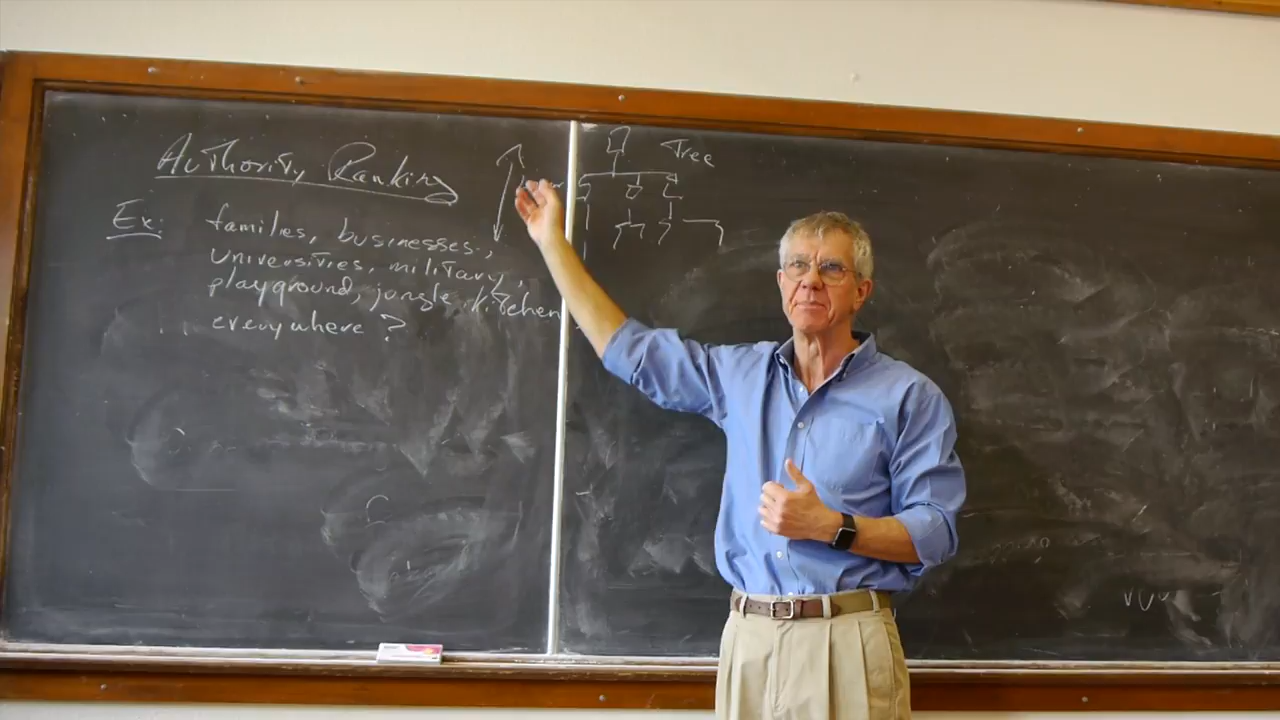 Authority Ranking
Tree
Ex: families, businesses,
universities, military,
playground, jungle, kitchen
... everywhere?